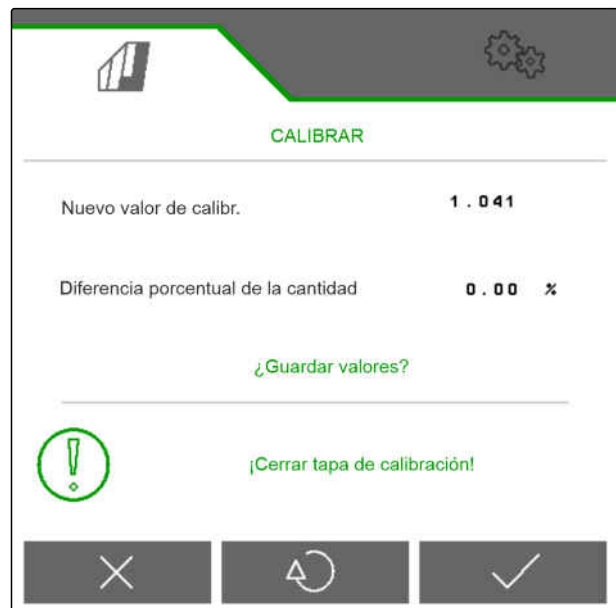 CALIBRAR
Nuevo valor de calibr. 1.041
Diferencia porcentual de la cantidad 0.00 %
¿Guardar valores?
¡Cerrar tapa de calibración!